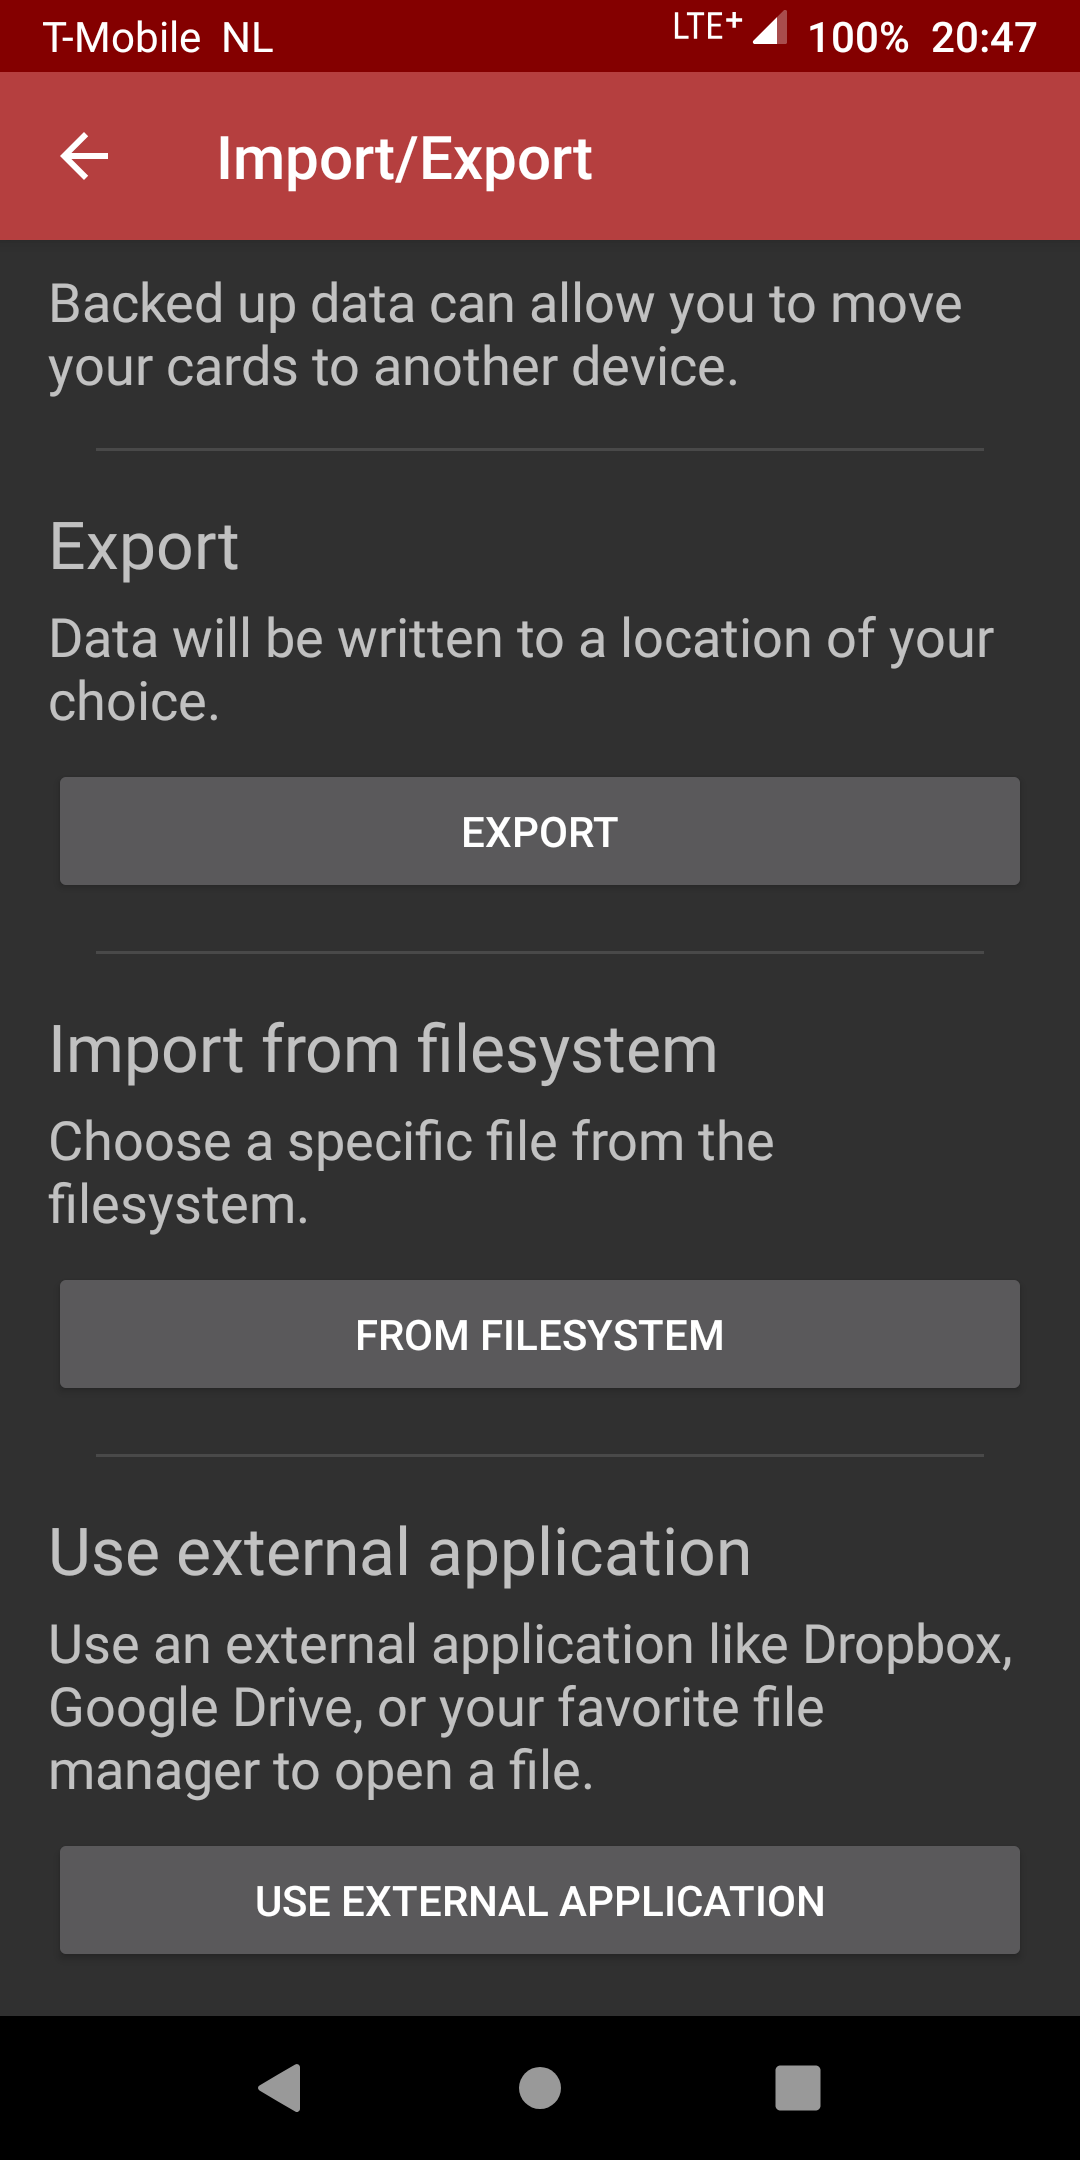 T-Mobile NL LTE+ 100% 20:47
Import/Export
Backed up data can allow you to move
your cards to another device.
Export
Data will be written to a location of your
choice.
EXPORT
Import from filesystem
Choose a specific file from the
filesystem.
FROM FILESYSTEM
Use external application
Use an external application like Dropbox,
Google Drive, or your favorite file
manager to open a file.
USE EXTERNAL APPLICATION